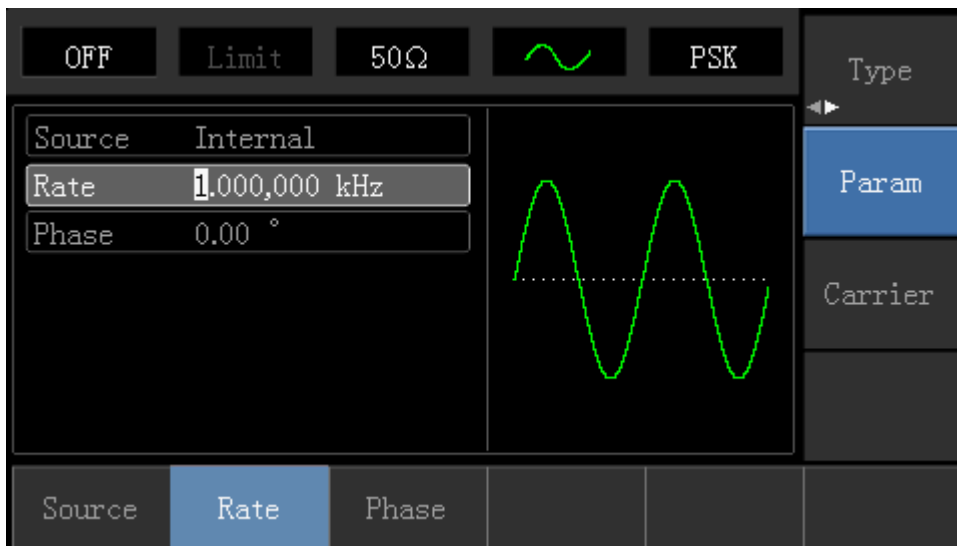 OFF Limit 50Ω PSK
Type
Source Internal
Rate 1.000,000 kHz
Param
Phase 0.00 °
Carrier
Source Rate Phase